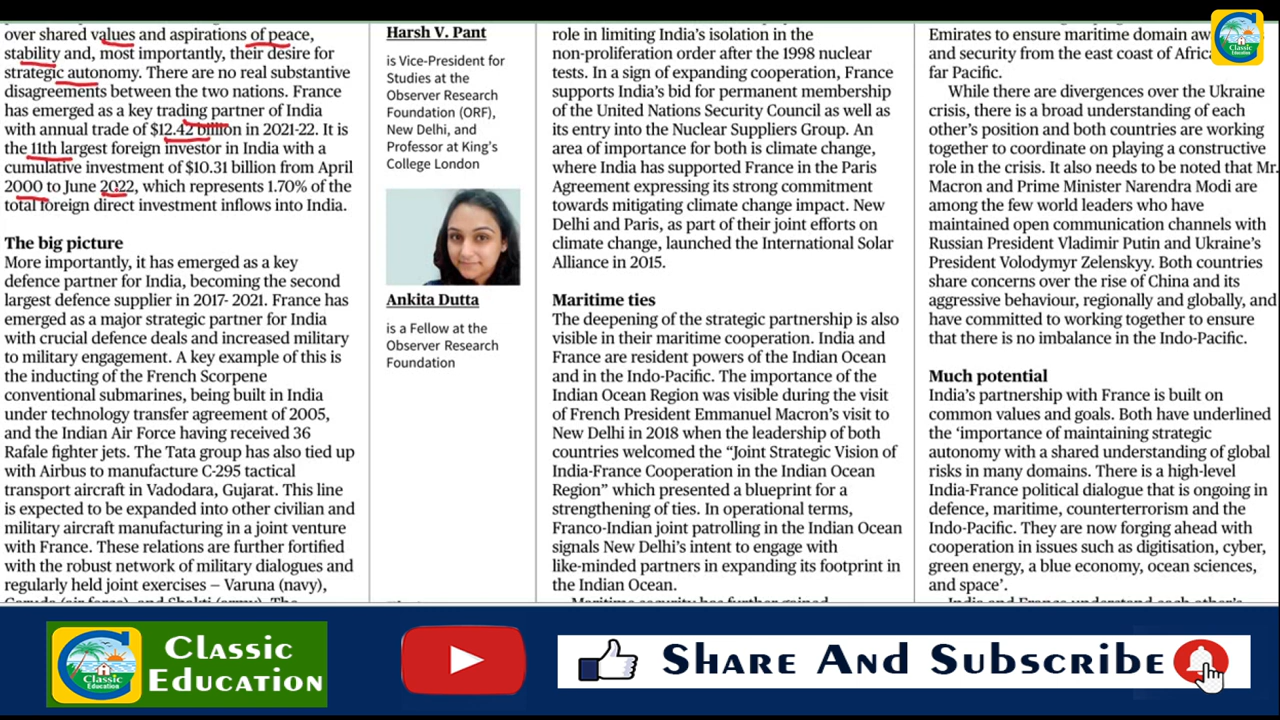 over shared values and aspirations of peace,
stability and, most importantly, their desire for
strategic autonomy. There are no real substantive
disagreements between the two nations. France
has emerged as a key trading partner of India
with annual trade of $12.42 billion in 2021-22. It is
the 11th largest foreign investor in India with a
cumulative investment of $10.31 billion from April
2000 to June 2022, which represents 1.70% of the
total foreign direct investment inflows into India.
The big picture
More importantly, it has emerged as a key
defence partner for India, becoming the second
largest defence supplier in 2017- 2021. France has
emerged as a major strategic partner for India
with crucial defence deals and increased military
to military engagement. A key example of this is
the inducting of the French Scorpene
conventional submarines, being built in India
under technology transfer agreement of 2005,
and the Indian Air Force having received 36
Rafale fighter jets. The Tata group has also tied up
with Airbus to manufacture C-295 tactical
transport aircraft in Vadodara, Gujarat. This line
is expected to be expanded into other civilian and
military aircraft manufacturing in a joint venture
with France. These relations are further fortified
with the robust network of military dialogues and
regularly held joint exercises — Varuna (navy),
Harsh V. Pant
is Vice-President for
Studies at the
Observer Research
Foundation (ORF),
New Delhi, and
Professor at King's
College London
Ankita Dutta
is a Fellow at the
Observer Research
Foundation
role in limiting India's isolation in the
non-proliferation order after the 1998 nuclear
tests. In a sign of expanding cooperation, France
supports India's bid for permanent membership
of the United Nations Security Council as well as
its entry into the Nuclear Suppliers Group. An
area of importance for both is climate change,
where India has supported France in the Paris
Agreement expressing its strong commitment
towards mitigating climate change impact. New
Delhi and Paris, as part of their joint efforts on
climate change, launched the International Solar
Alliance in 2015.
Maritime ties
The deepening of the strategic partnership is also
visible in their maritime cooperation. India and
France are resident powers of the Indian Ocean
and in the Indo-Pacific. The importance of the
Indian Ocean Region was visible during the visit
of French President Emmanuel Macron's visit to
New Delhi in 2018 when the leadership of both
countries welcomed the "Joint Strategic Vision of
India-France Cooperation in the Indian Ocean
Region" which presented a blueprint for a
strengthening of ties. In operational terms,
Franco-Indian joint patrolling in the Indian Ocean
signals New Delhi's intent to engage with
like-minded partners in expanding its footprint in
the Indian Ocean.
Emirates to ensure maritime domain
and security from the east coast of
far Pacific.
While there are divergences over the Ukraine
crisis, there is a broad understanding of each
other's position and both countries are working
together to coordinate on playing a constructive
role in the crisis. It also needs to be noted that Mr.
Macron and Prime Minister Narendra Modi are
among the few world leaders who have
maintained open communication channels with
Russian President Vladimir Putin and Ukraine's
President Volodymyr Zelenskyy. Both countries
share concerns over the rise of China and its
aggressive behaviour, regionally and globally, and
have committed to working together to ensure
that there is no imbalance in the Indo-Pacific.
Much potential
India's partnership with France is built on
common values and goals. Both have underlined
the 'importance of maintaining strategic
autonomy with a shared understanding of global
risks in many domains. There is a high-level
India-France political dialogue that is ongoing in
defence, maritime, counterterrorism and the
Indo-Pacific. They are now forging ahead with
cooperation in issues such as digitisation, cyber,
green energy, a blue economy, ocean sciences,
and space'.
Classic
Education
Classic
Education
Classic
Education
Share And Subscribe